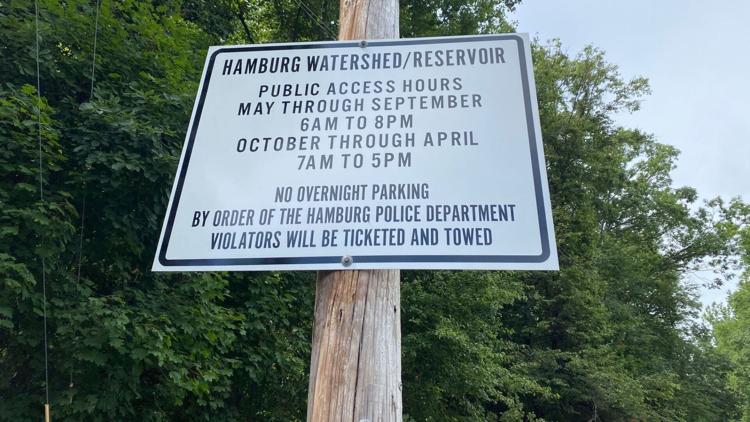 HAMBURG WATERSHED/RESERVOIR
PUBLIC ACCESS HOURS
MAY THROUGH SEPTEMBER
6AM TO 8PM
OCTOBER THROUGH APRIL
7AM TO 5PM
NO OVERNIGHT PARKING
BY ORDER OF THE HAMBURG POLICE DEPARTMENT
VIOLATORS WILL BE TICKETED AND TOWED